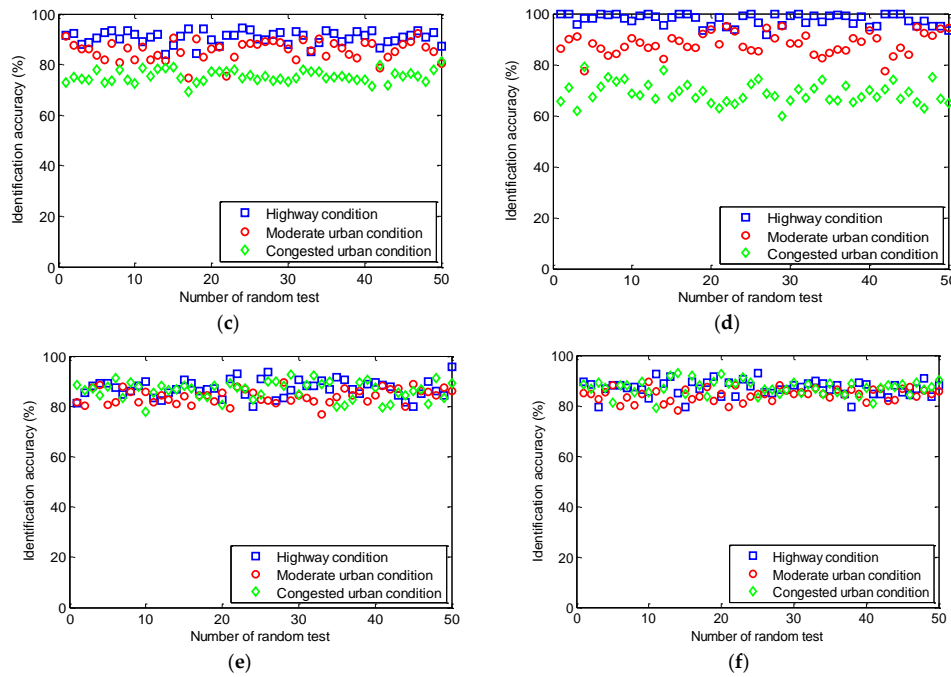 100
80
60
40
20
0
Identification accuracy (%)
Highway condition
Moderate urban condition
Congested urban condition
0 10 20 30 40 50
Number of random test
(c)
100
80
60
40
20
0
Identification accuracy (%)
Highway condition
Moderate urban condition
Congested urban condition
0 10 20 30 40 50
Number of random test
(d)
100
80
60
40
20
0
Identification accuracy (%)
Highway condition
Moderate urban condition
Congested urban condition
0 10 20 30 40 50
Number of random test
(e)
100
80
60
40
20
0
Identification accuracy (%)
Highway condition
Moderate urban condition
Congested urban condition
0 10 20 30 40 50
Number of random test
(f)